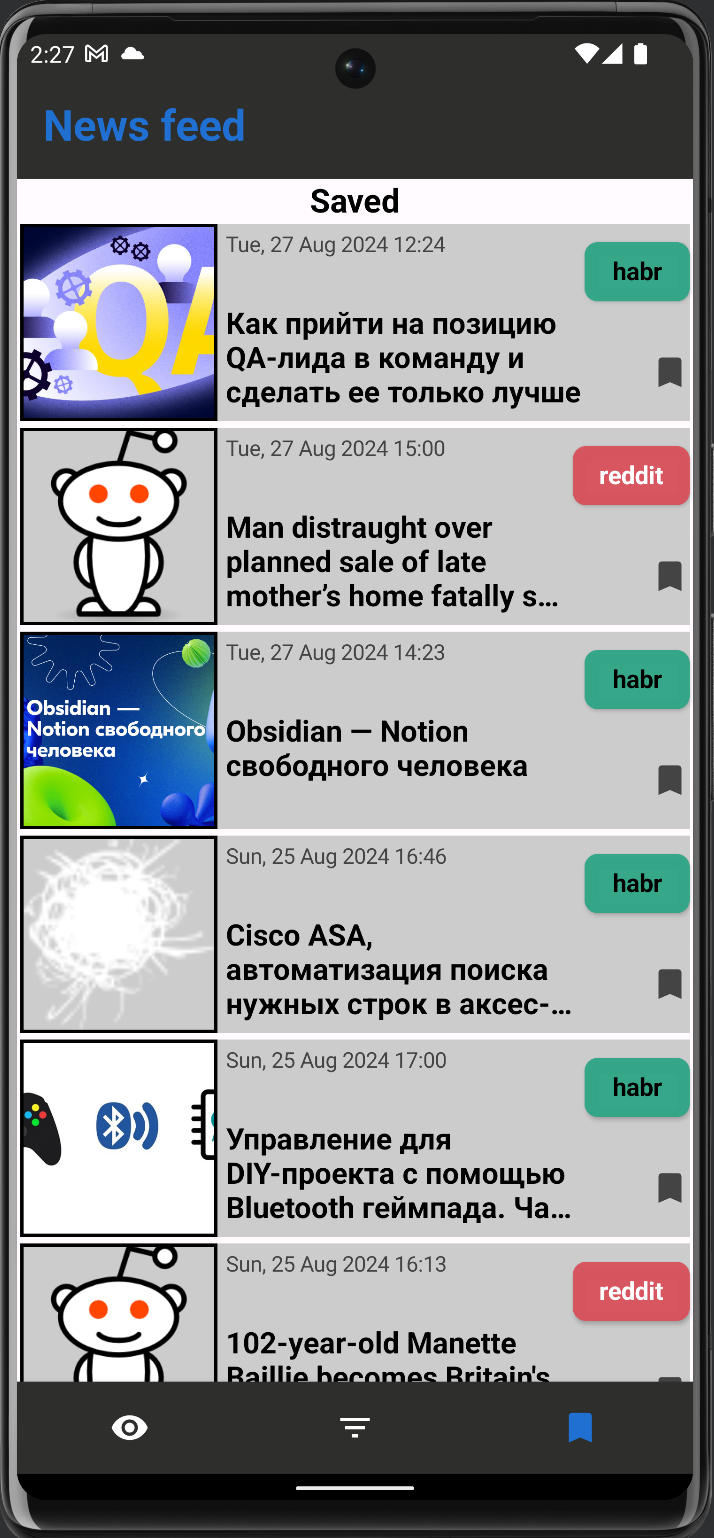 2:27
News feed
Saved
Tue, 27 Aug 2024 12:24
habr
QA
Как прийти на позицию
QA-лида в команду и
сделать ее только лучше
Tue, 27 Aug 2024 15:00
reddit
Man distraught over
planned sale of late
mother’s home fatally s...
Tue, 27 Aug 2024 14:23
habr
Obsidian —
Notion свободного
человека
Obsidian — Notion
свободного человека
Sun, 25 Aug 2024 16:46
habr
Cisco ASA,
автоматизация поиска
нужных строк в аксес-...
Sun, 25 Aug 2024 17:00
habr
Управление для
DIY-проекта с помощью
Bluetooth геймпада. Ча...
Sun, 25 Aug 2024 16:13
reddit
102-year-old Manette
Baillie becomes Britain's